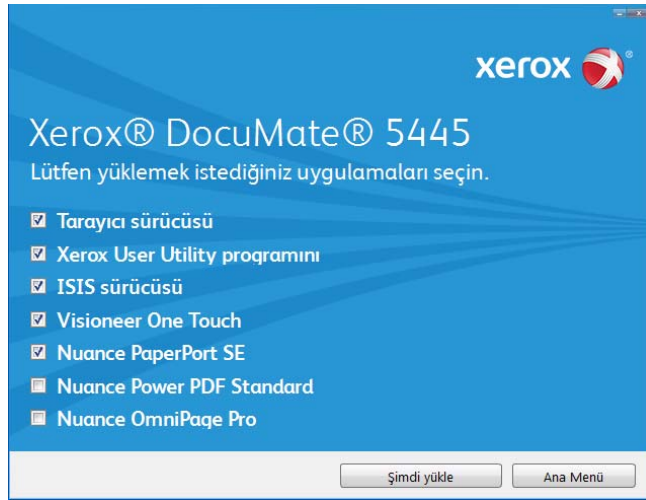 xerox ®
Xerox® DocuMate® 5445
Lütfen yüklemek istediğiniz uygulamaları seçin.
Tarayıcı sürücüsü
Xerox User Utility programını
ISIS sürücüsü
Visioneer One Touch
Nuance PaperPort SE
Nuance Power PDF Standard
Nuance OmniPage Pro
Şimdi yükle
Ana Menü